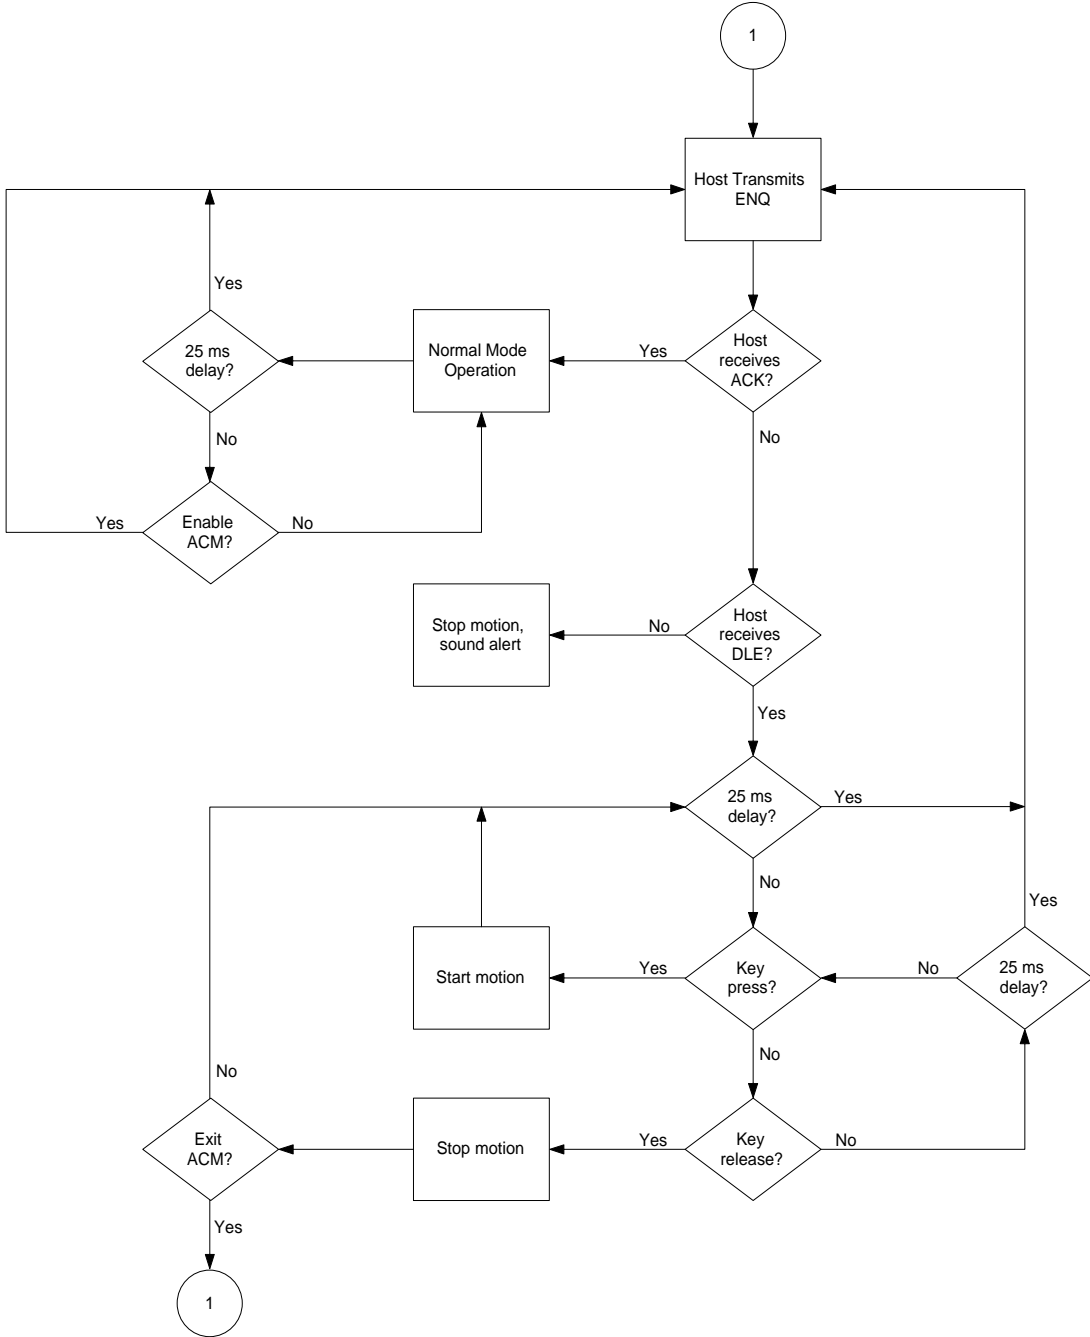 1
Host Transmits
ENQ
Yes
25 ms
delay?
Normal Mode
Operation
Yes
Host
receives
ACK?
No
No
Yes
Enable
ACM?
No
Stop motion,
sound alert
No
Host
receives
DLE?
Yes
25 ms
delay?
Yes
No
Yes
Start motion
Yes
Key
press?
No
25 ms
delay?
No
No
Exit
ACM?
Stop motion
Yes
Key
release?
No
Yes
1